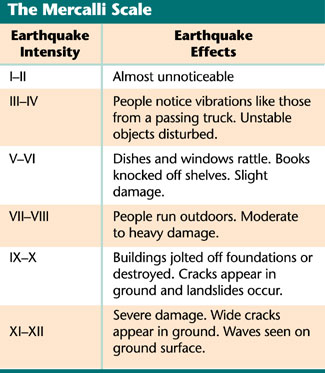 The Mercalli Scale
Earthquake
Intensity
Earthquake
Effects
I–II
Almost unnoticeable
III–IV
People notice vibrations like those
from a passing truck. Unstable
objects disturbed.
V–VI
Dishes and windows rattle. Books
knocked off shelves. Slight
damage.
VII–VIII
People run outdoors. Moderate
to heavy damage.
IX–X
Buildings jolted off foundations or
destroyed. Cracks appear in
ground and landslides occur.
XI–XII
Severe damage. Wide cracks
appear in ground. Waves seen on
ground surface.